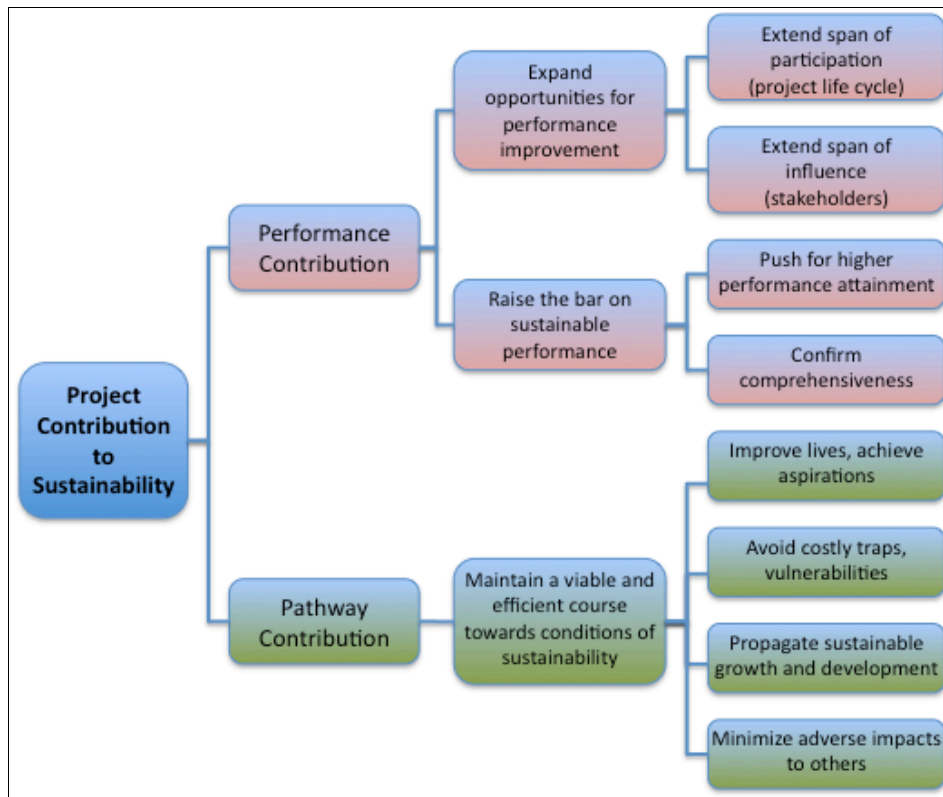 Project
Contribution
to
Sustainability
Performance
Contribution
Expand
opportunities for
performance
improvement
Extend span of
participation
(project life cycle)
Extend span of
influence
(stakeholders)
Raise the bar on
sustainable
performance
Push for higher
performance attainment
Confirm
comprehensiveness
Pathway
Contribution
Maintain a viable and
efficient course
towards conditions of
sustainability
Improve lives, achieve
aspirations
Avoid costly traps,
vulnerabilities
Propagate sustainable
growth and development
Minimize adverse impacts
to others